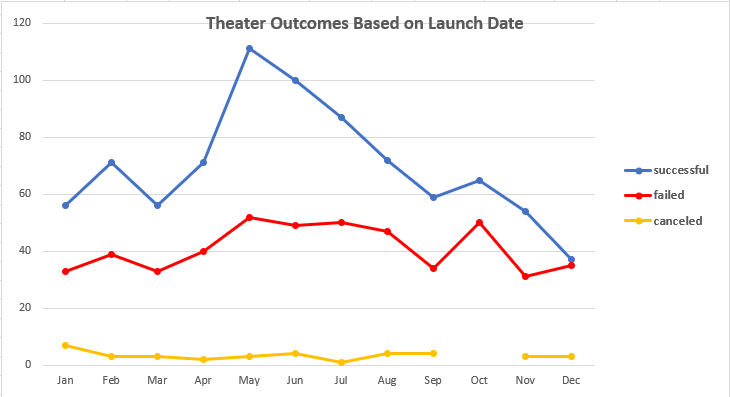 Theater Outcomes Based on Launch Date
120
100
80
60
40
20
0
Jan Feb Mar Apr May Jun Jul Aug Sep Oct Nov Dec
successful
failed
canceled